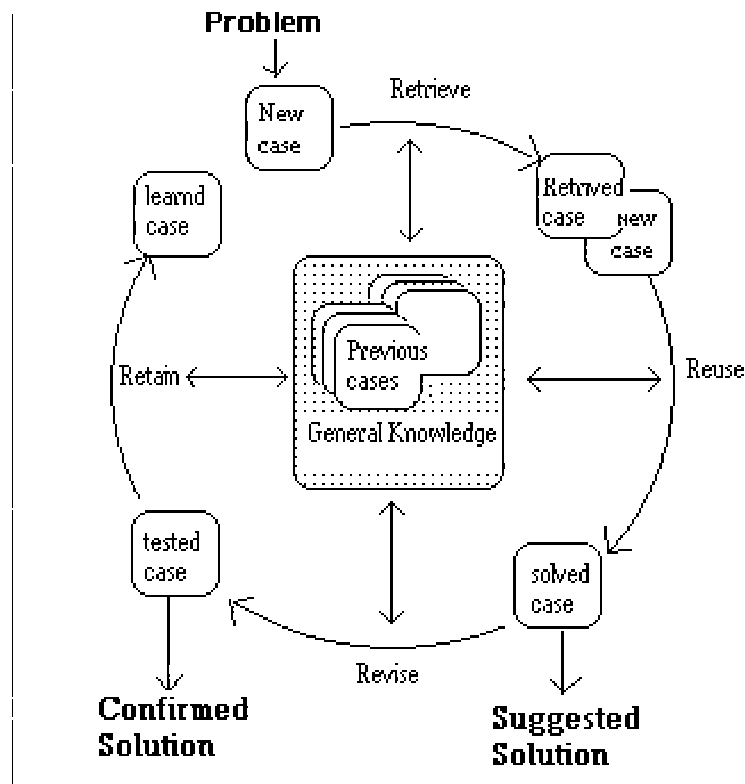 Problem
New
case
Retrieve
Retrived
case
New
case
learnd
case
Previous
cases
General Knowledge
Retain
Reuse
tested
case
solved
case
Revise
Confirmed
Solution
Suggested
Solution